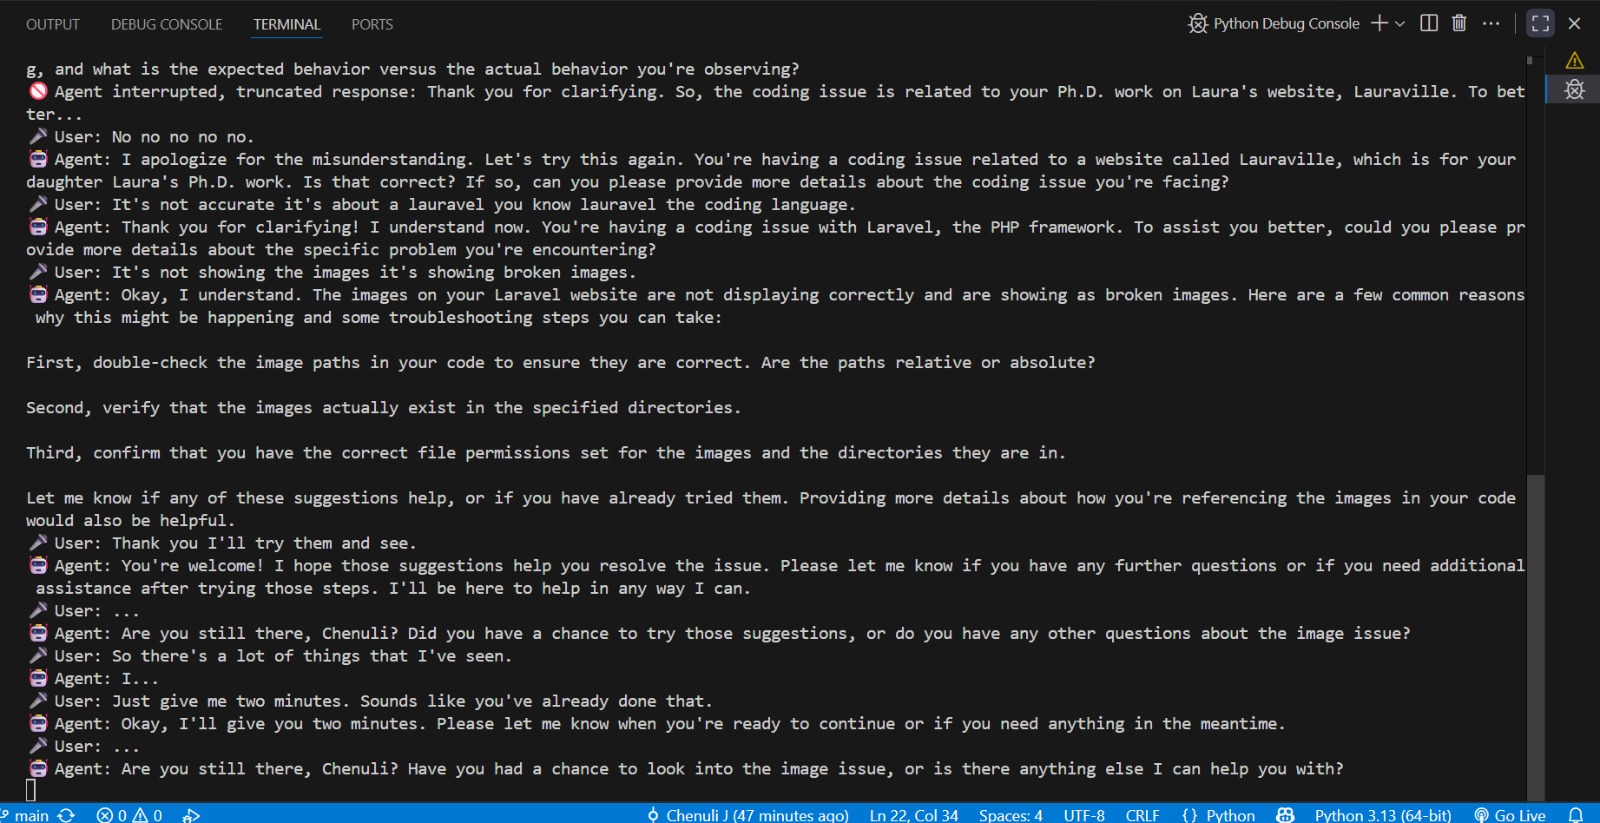 OUTPUT DEBUG CONSOLE TERMINAL PORTS Python Debug Console
g, and what is the expected behavior versus the actual behavior you're observing?
🚫 Agent interrupted, truncated response: Thank you for clarifying. So, the coding issue is related to your Ph.D. work on Laura's website, Lauraville. To bet
ter...
🎤 User: No no no no no.
🤖 Agent: I apologize for the misunderstanding. Let's try this again. You're having a coding issue related to a website called Lauraville, which is for your
daughter Laura's Ph.D. work. Is that correct? If so, can you please provide more details about the coding issue you're facing?
🎤 User: It's not accurate it's about a lauravel you know lauravel the coding language.
🤖 Agent: Thank you for clarifying! I understand now. You're having a coding issue with Laravel, the PHP framework. To assist you better, could you please pr
ovide more details about the specific problem you're encountering?
🎤 User: It's not showing the images it's showing broken images.
🤖 Agent: Okay, I understand. The images on your Laravel website are not displaying correctly and are showing as broken images. Here are a few common reasons
why this might be happening and some troubleshooting steps you can take:
First, double-check the image paths in your code to ensure they are correct. Are the paths relative or absolute?
Second, verify that the images actually exist in the specified directories.
Third, confirm that you have the correct file permissions set for the images and the directories they are in.
Let me know if any of these suggestions help, or if you have already tried them. Providing more details about how you're referencing the images in your code
would also be helpful.
🎤 User: Thank you I'll try them and see.
🤖 Agent: You're welcome! I hope those suggestions help you resolve the issue. Please let me know if you have any further questions or if you need additional
assistance after trying those steps. I'll be here to help in any way I can.
🎤 User: ...
🤖 Agent: Are you still there, Chenuli? Did you have a chance to try those suggestions, or do you have any other questions about the image issue?
🎤 User: So there's a lot of things that I've seen.
🤖 Agent: I...
🎤 User: Just give me two minutes. Sounds like you've already done that.
🤖 Agent: Okay, I'll give you two minutes. Please let me know when you're ready to continue or if you need anything in the meantime.
🎤 User: ...
🤖 Agent: Are you still there, Chenuli? Have you had a chance to look into the image issue, or is there anything else I can help you with?
main 0 0 Chenuli J (47 minutes ago) Ln 22, Col 34 Spaces: 4 UTF-8 CRLF {} Python Python 3.13 (64-bit) Go Live